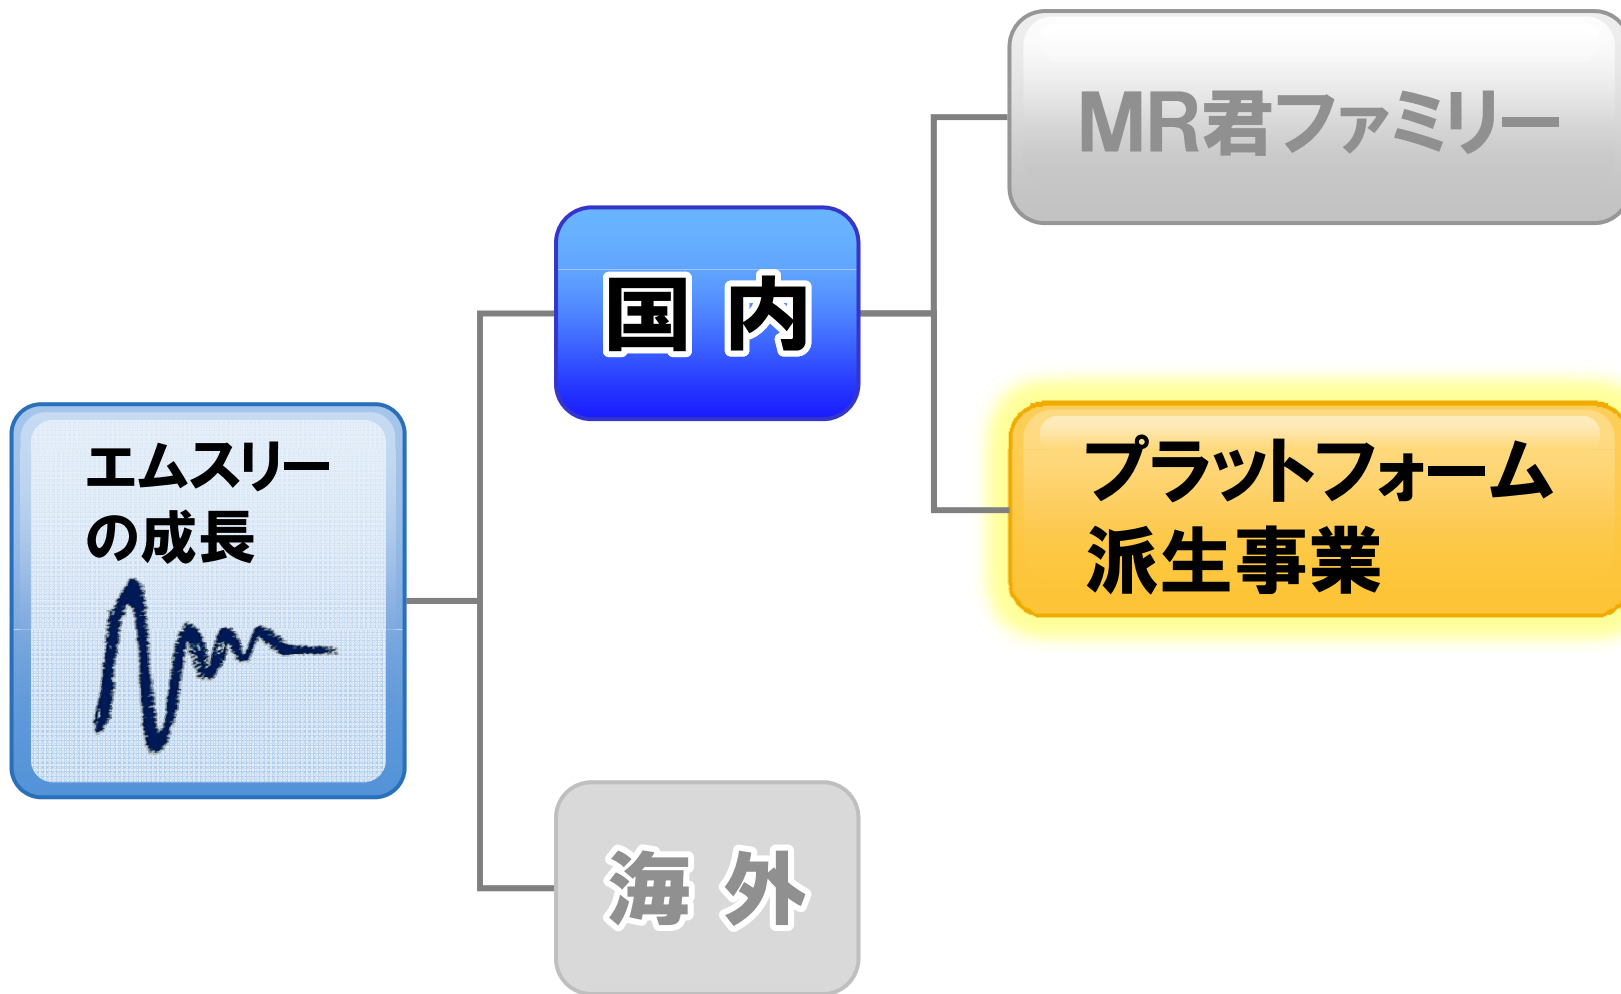 MR君ファミリー
国内
エムスリー
の成長
プラットフォーム
派生事業
海外